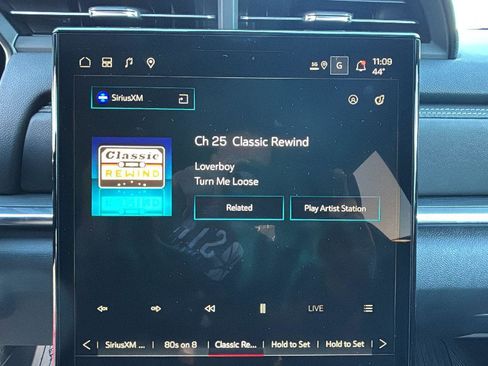 5G
G
11:09
44°
SiriusXM
Classic
REWIND
Ch 25 Classic Rewind
Loverboy
Turn Me Loose
Related
Play Artist Station
LIVE
SiriusXM ...
80s on 8
Classic Re...
Hold to Set
Hold to Set